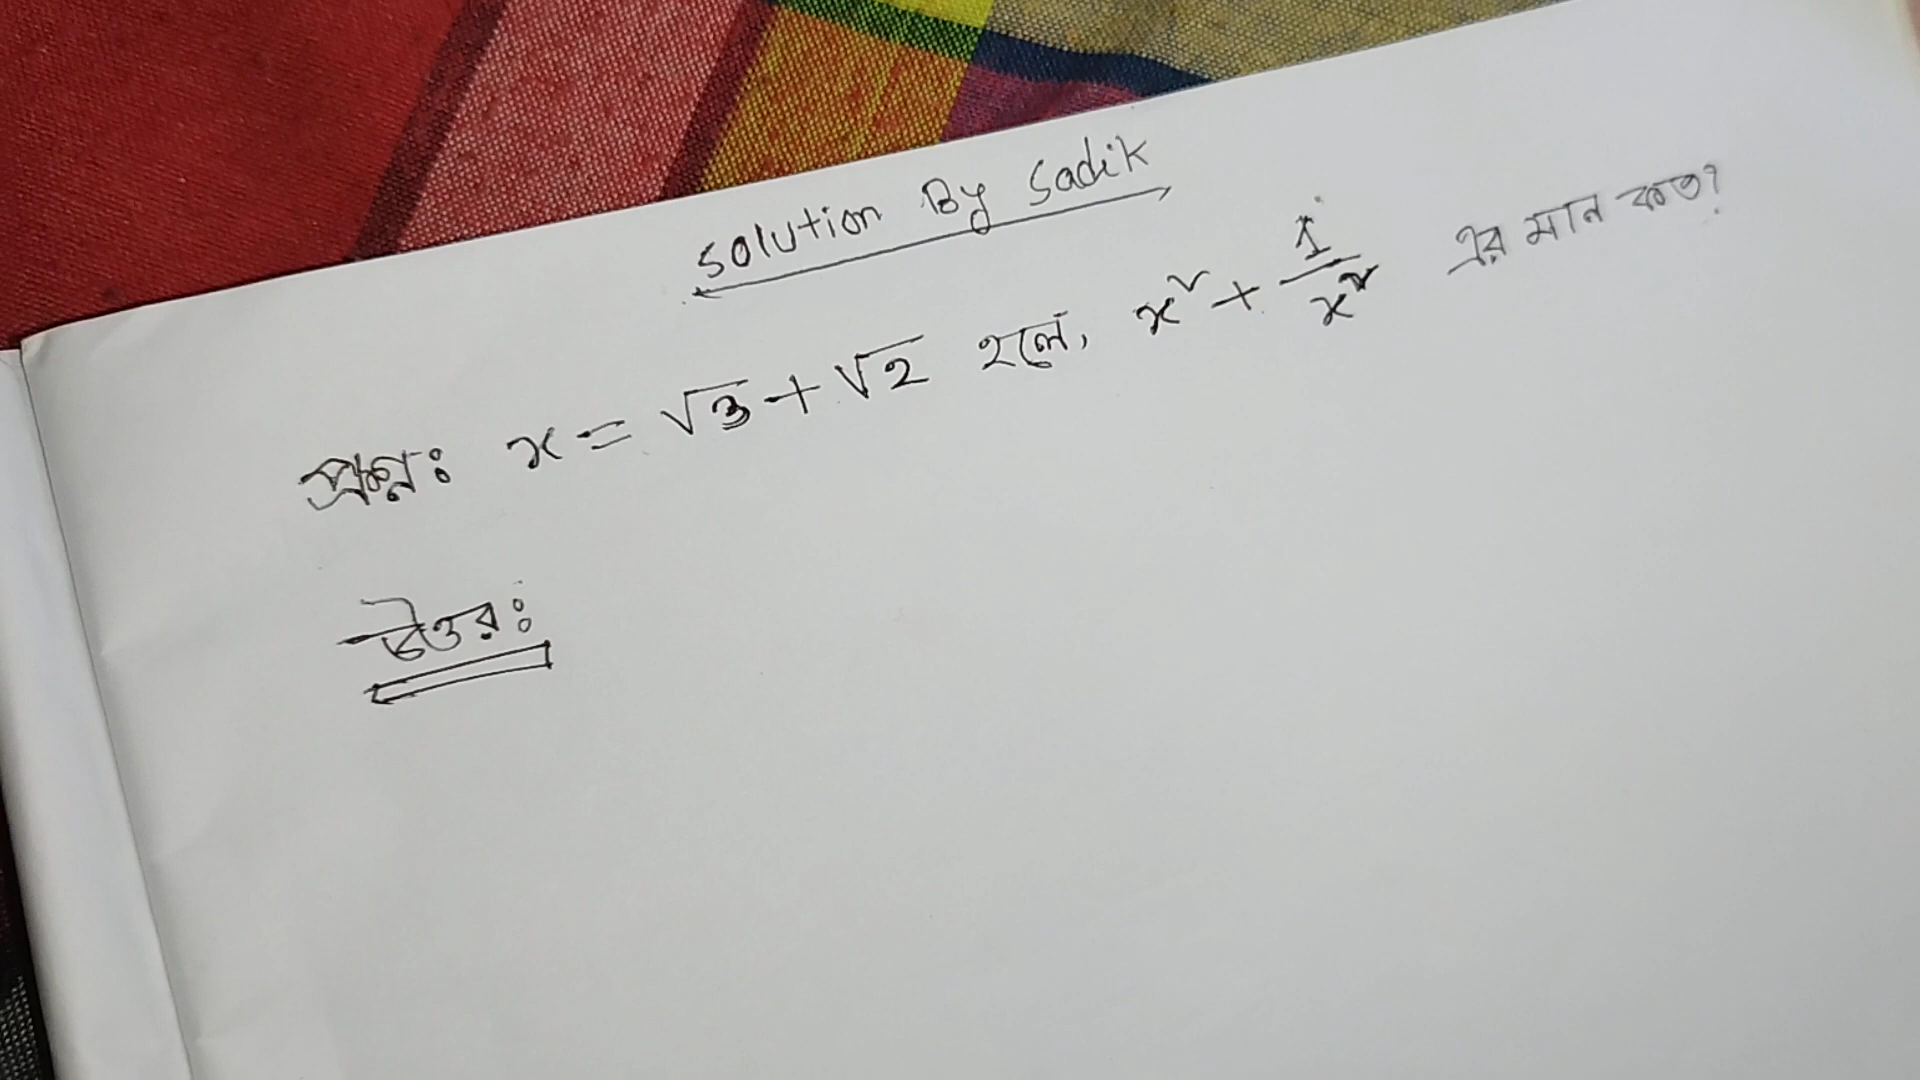 Solution By Sadik
প্রশ্নঃ x = √3 + √2 হলে, x² + 1/x² এর মান কত?
উত্তরঃ